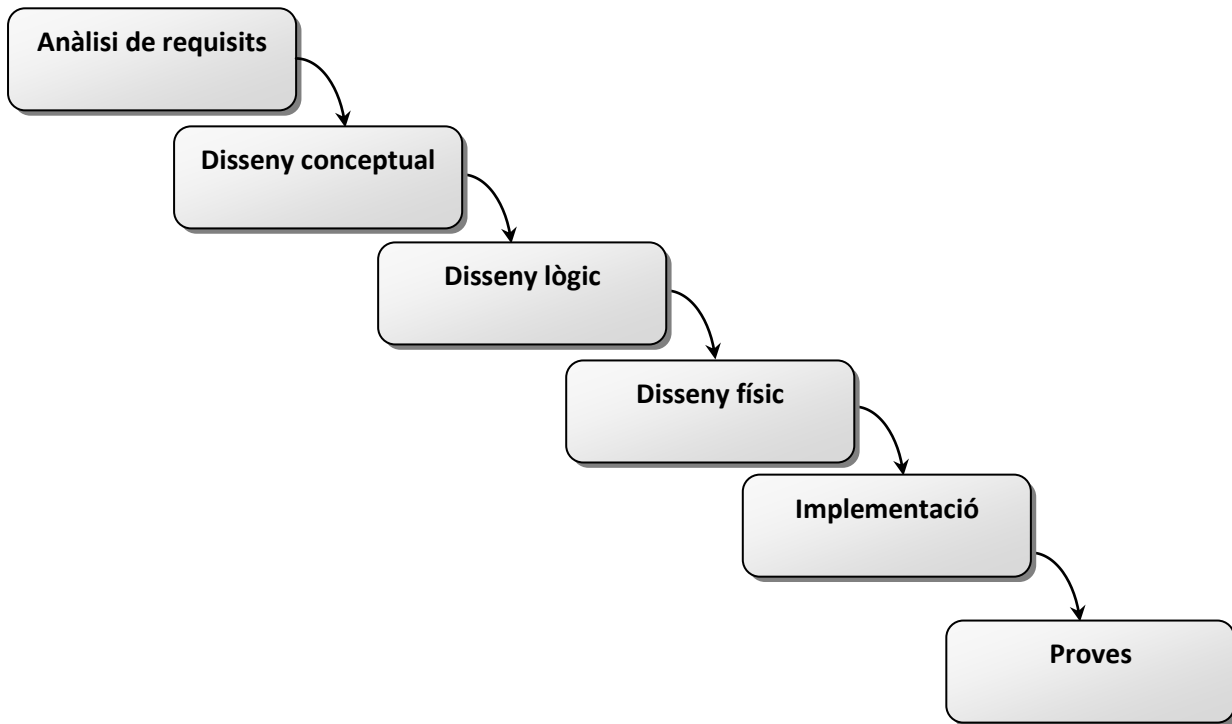 Anàlisi de requisits
Disseny conceptual
Disseny lògic
Disseny físic
Implementació
Proves